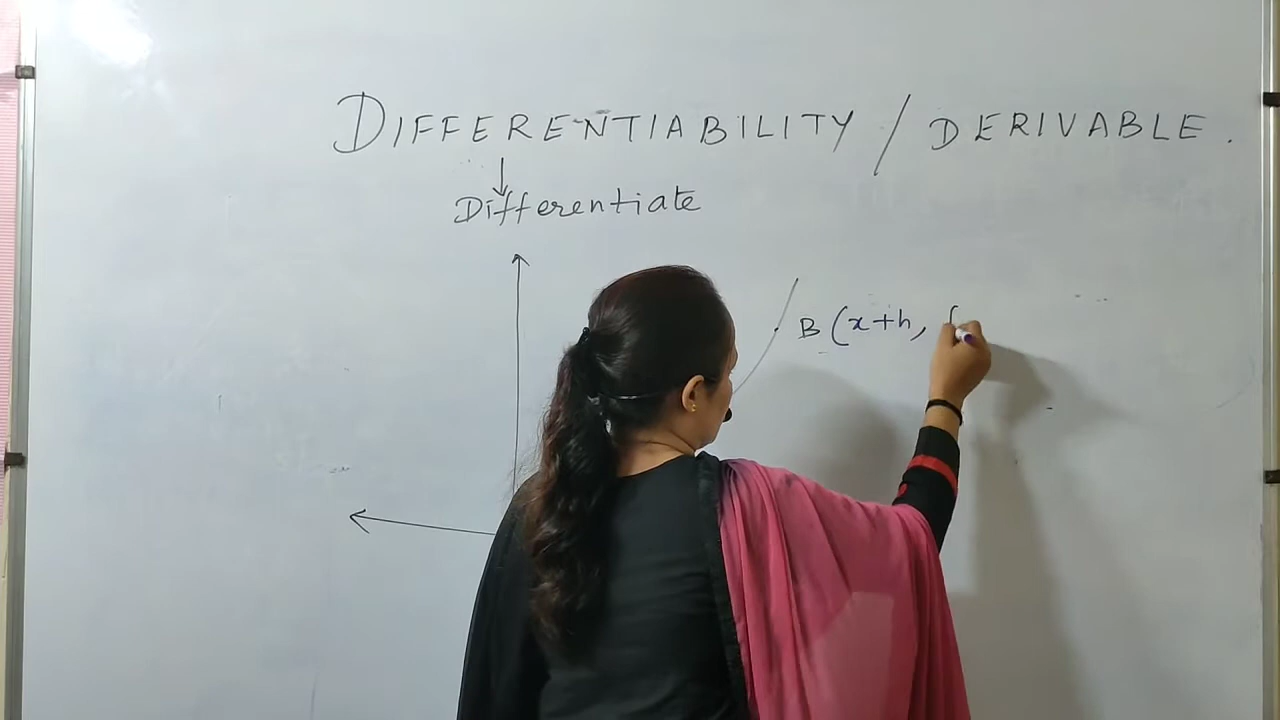 DIFFERENTIABILITY / DERIVABLE.
Differentiate
B (x+h, f